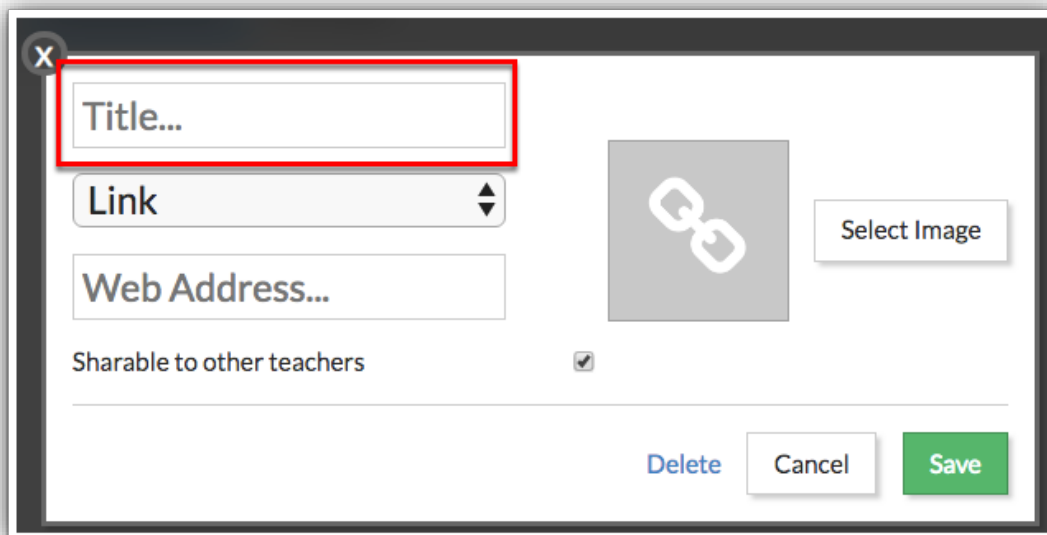 X
Title...
Link
Web Address...
Select Image
Sharable to other teachers
Delete Cancel Save